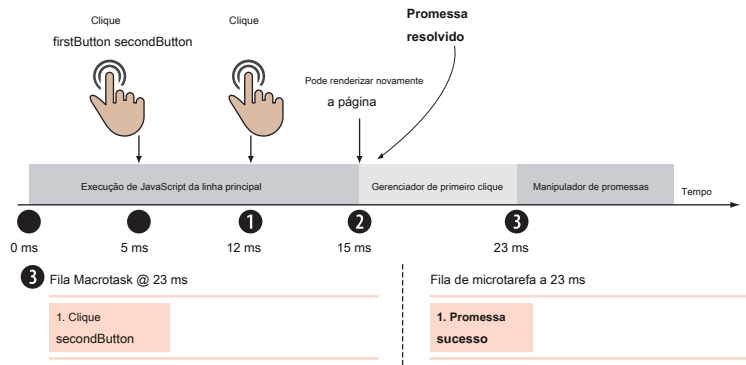 Clique
firstButton secondButton
Clique
Promessa
resolvido
Pode renderizar novamente
a página
Execução de JavaScript da linha principal
Gerenciador de primeiro clique
Manipulador de promessas
Tempo
1
2
3
0 ms
5 ms
12 ms
15 ms
23 ms
3 Fila Macrotask @ 23 ms
1. Clique
secondButton
Fila de microtarefa a 23 ms
1. Promessa
sucesso